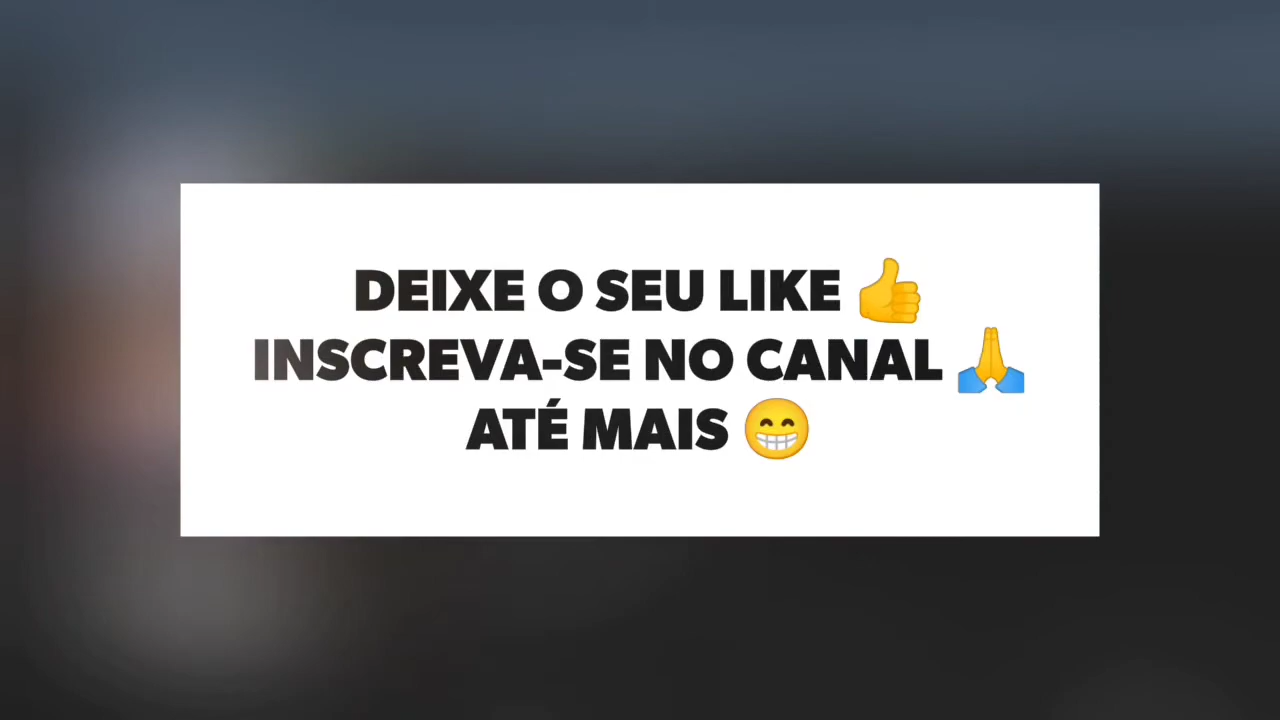 DEIXE O SEU LIKE 👍
INSCREVA-SE NO CANAL 🙏
ATÉ MAIS 😁